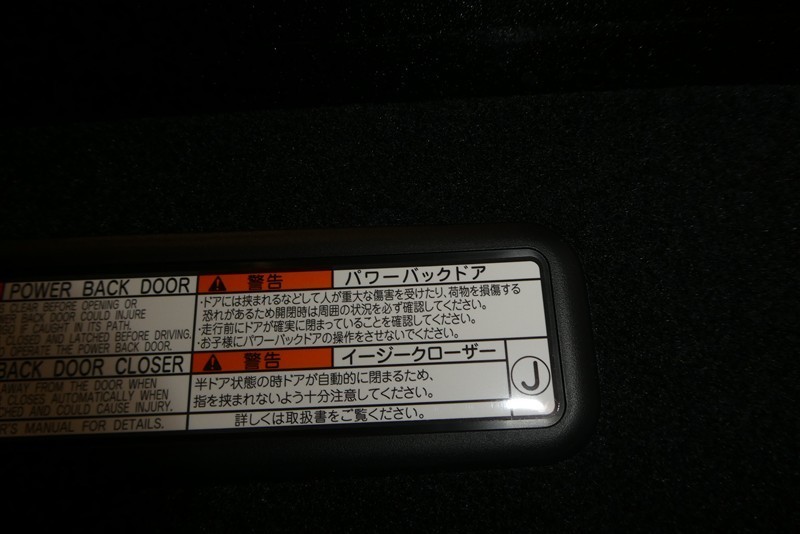 POWER BACK DOOR
CLEAR BEFORE OPENING OR
BACK DOOR COULD INJURE
IS CAUGHT IN ITS PATH.
CLOSED AND LATCHED BEFORE DRIVING.
OPERATE THE POWER BACK DOOR.
BACK DOOR CLOSER
AWAY FROM THE DOOR WHEN
CLOSES AUTOMATICALLY WHEN
AND COULD CAUSE INJURY.
MANUAL FOR DETAILS.
警告 パワーバックドア
・ドアには挟まれるなどして人が重大な傷害を受けたり、荷物を損傷する
恐れがあるため開閉時は周囲の状況を必ず確認してください。
・走行前にドアが確実に閉まっていることを確認してください。
・お子様にパワーバックドアの操作をさせないでください。
警告 イージークローザー
半ドア状態の時ドアが自動的に閉まるため、
指を挟まれないよう十分注意してください。
詳しくは取扱書をご覧ください。
J